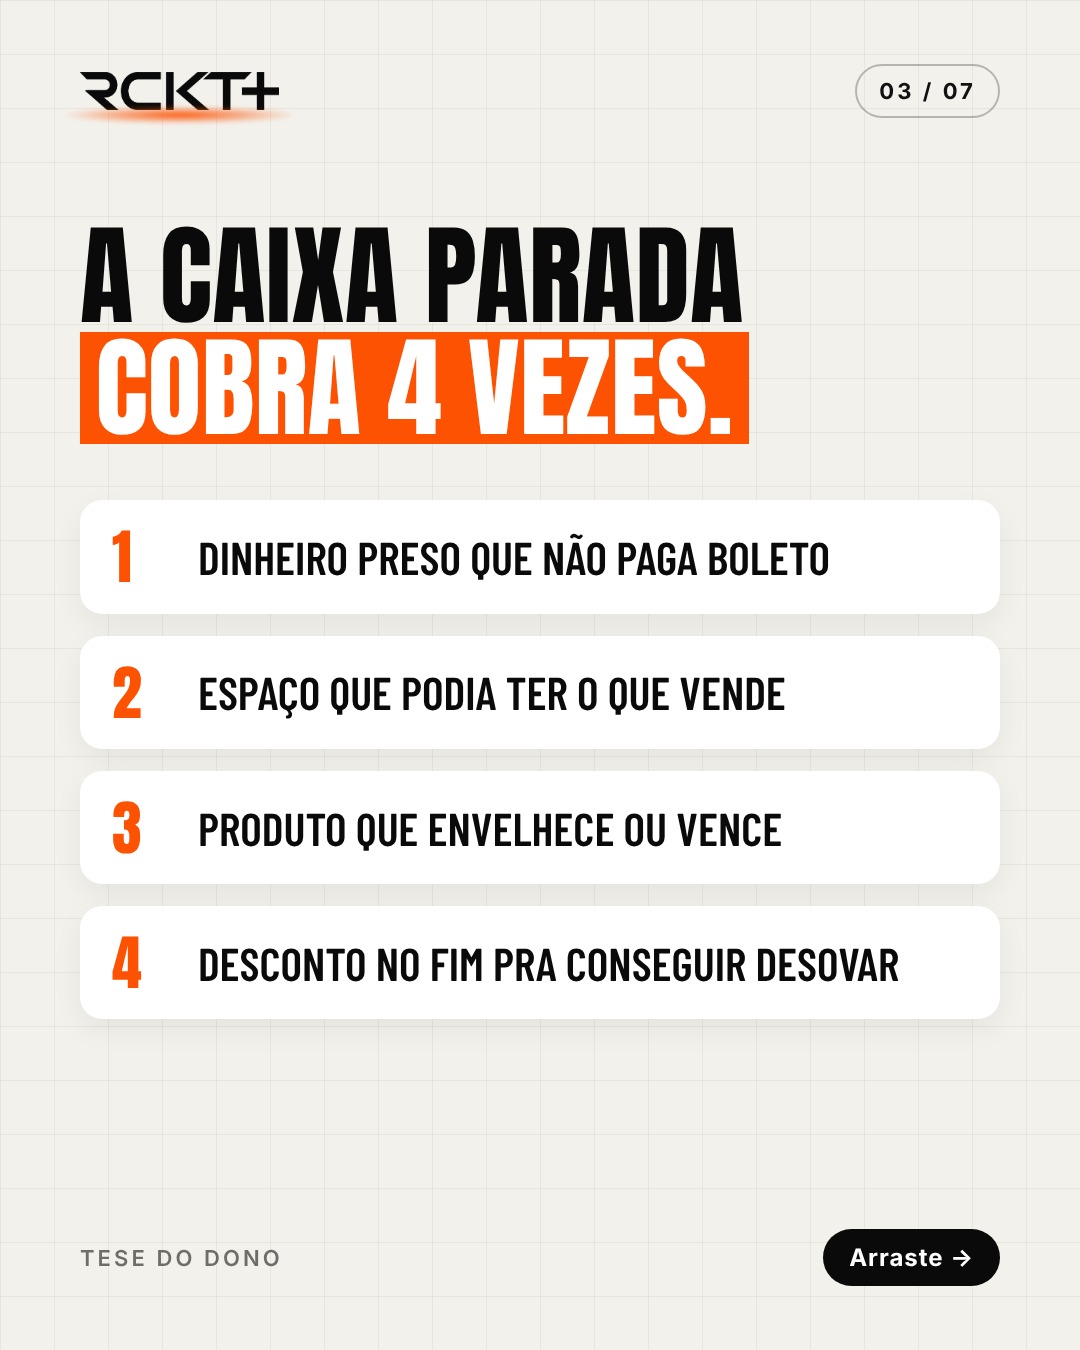 RCKT+
03 / 07
A CAIXA PARADA
COBRA 4 VEZES.
1 DINHEIRO PRESO QUE NÃO PAGA BOLETO
2 ESPAÇO QUE PODIA TER O QUE VENDE
3 PRODUTO QUE ENVELHECE OU VENCE
4 DESCONTO NO FIM PRA CONSEGUIR DESOVAR
TESE DO DONO
Arraste →